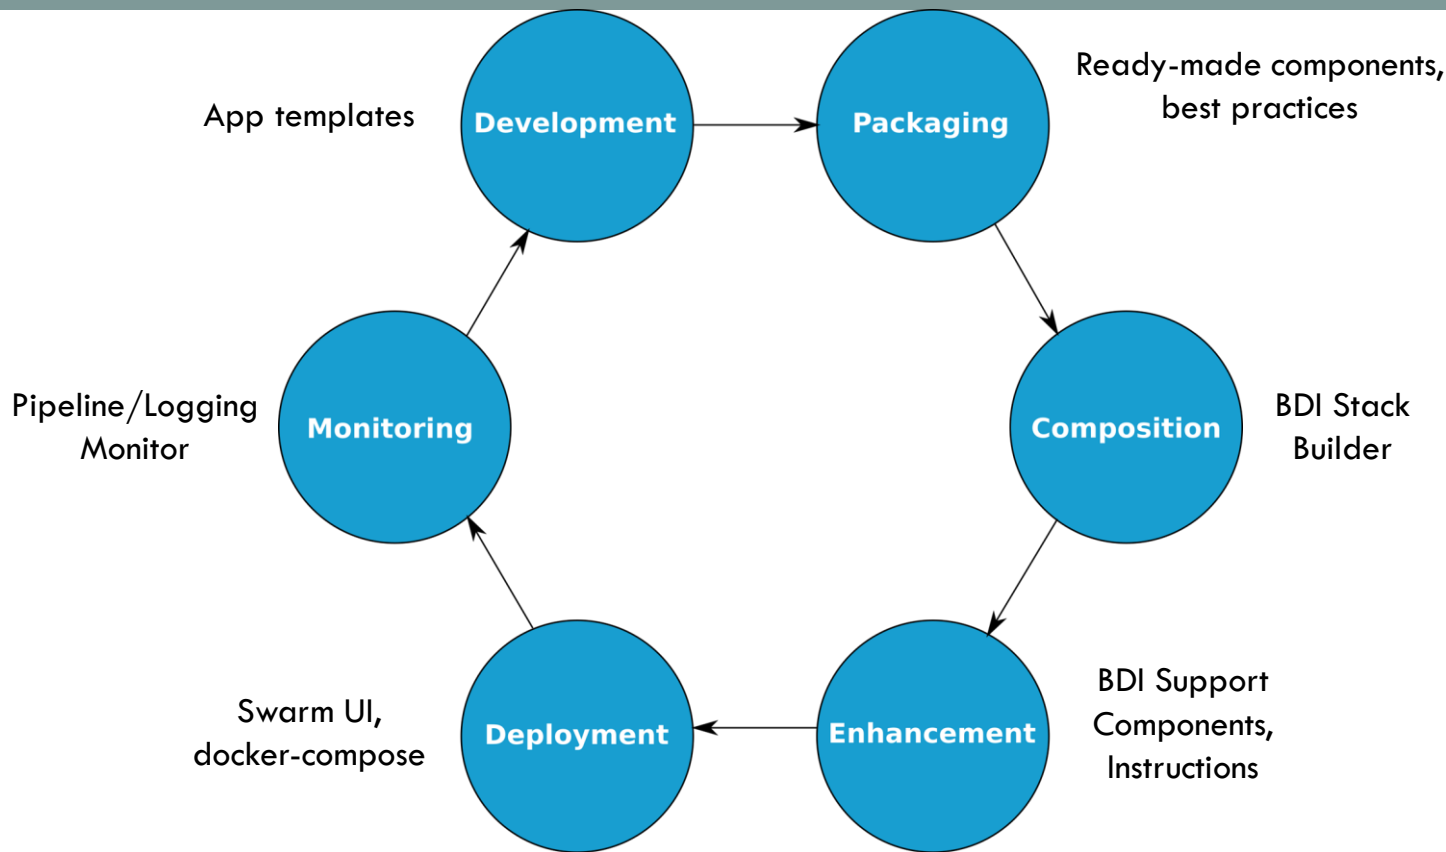 App templates
Development
Packaging
Ready-made components,
best practices
Pipeline/Logging
Monitor
Monitoring
Composition
BDI Stack
Builder
Swarm UI,
docker-compose
Deployment
Enhancement
BDI Support
Components,
Instructions